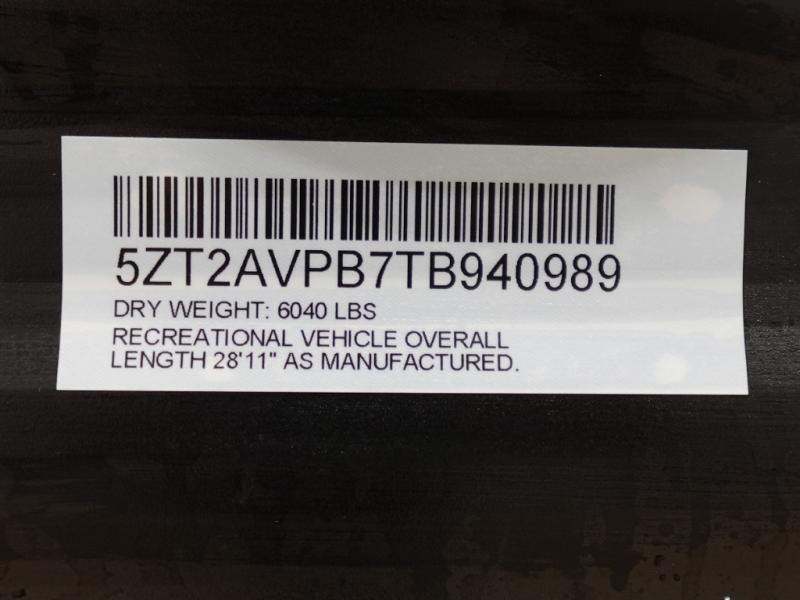 5ZT2AVPB7TB940989
DRY WEIGHT: 6040 LBS
RECREATIONAL VEHICLE OVERALL
LENGTH 28'11" AS MANUFACTURED.